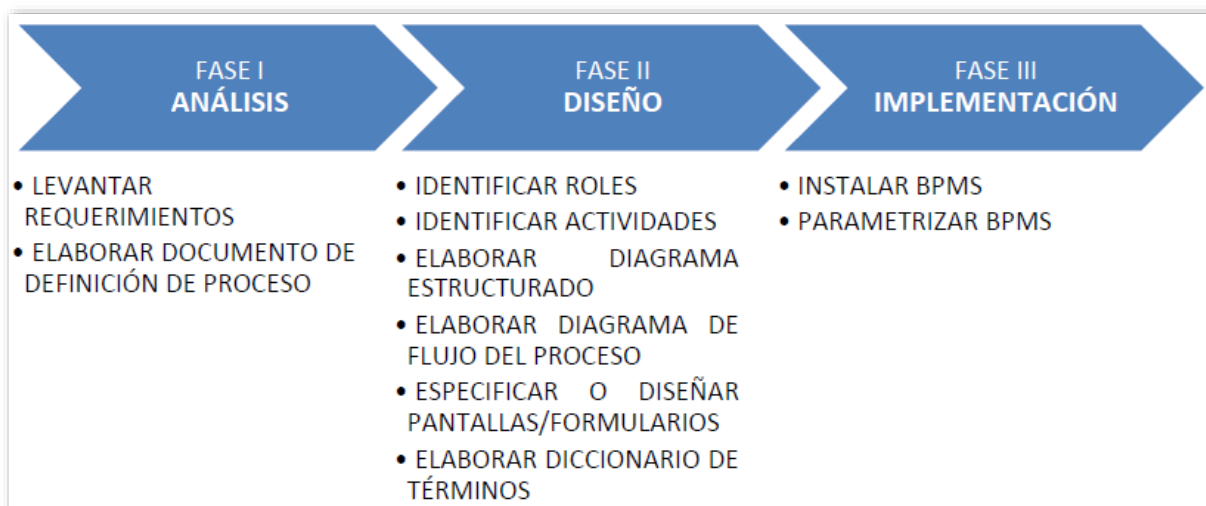 FASE I
ANÁLISIS
• LEVANTAR
REQUERIMIENTOS
• ELABORAR DOCUMENTO DE
DEFINICIÓN DE PROCESO
FASE II
DISEÑO
• IDENTIFICAR ROLES
• IDENTIFICAR ACTIVIDADES
• ELABORAR DIAGRAMA
ESTRUCTURADO
• ELABORAR DIAGRAMA DE
FLUJO DEL PROCESO
• ESPECIFICAR O DISEÑAR
PANTALLAS/FORMULARIOS
• ELABORAR DICCIONARIO DE
TÉRMINOS
FASE III
IMPLEMENTACIÓN
• INSTALAR BPMS
• PARAMETRIZAR BPMS